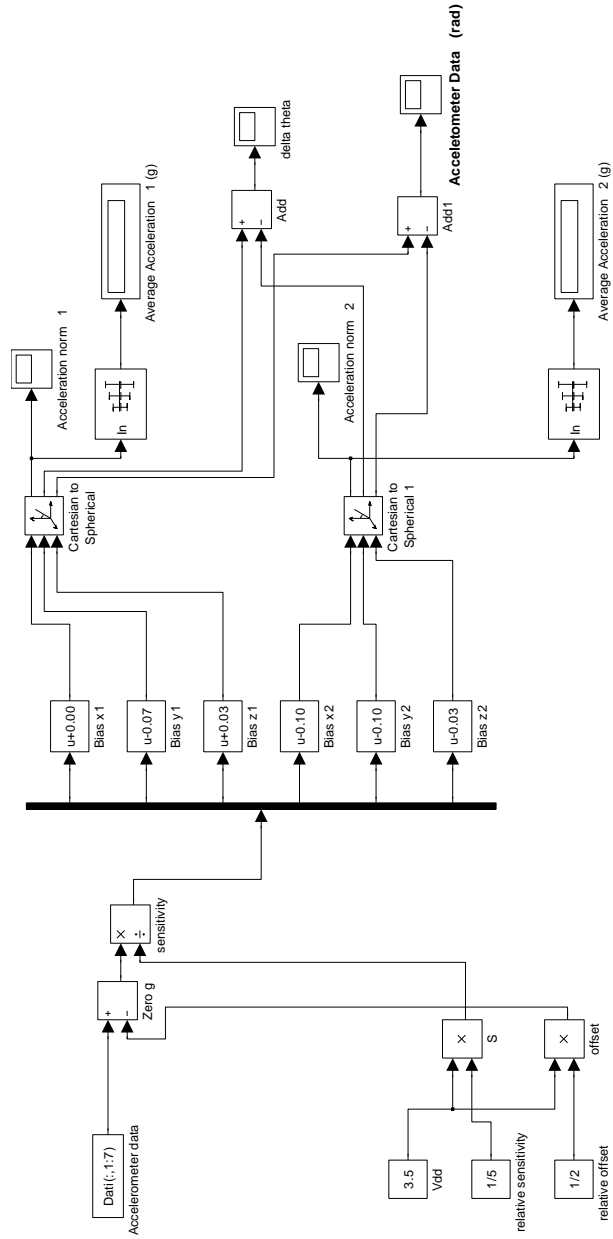 Dati(:,1:7)
Accelerometer data
3.5
Vdd
1/5
relative sensitivity
1/2
relative offset
×
S
×
offset
+
−
Zero g
×
÷
sensitivity
u+0.00
Bias x1
u-0.07
Bias y1
u+0.03
Bias z1
u-0.10
Bias x2
u-0.10
Bias y2
u-0.03
Bias z2
Cartesian to
Spherical
Cartesian to
Spherical 1
Acceleration norm 1
In
Average Acceleration 1 (g)
Acceleration norm 2
In
Average Acceleration 2 (g)
+
−
Add
delta theta
+
−
Add1
Acceletometer Data (rad)